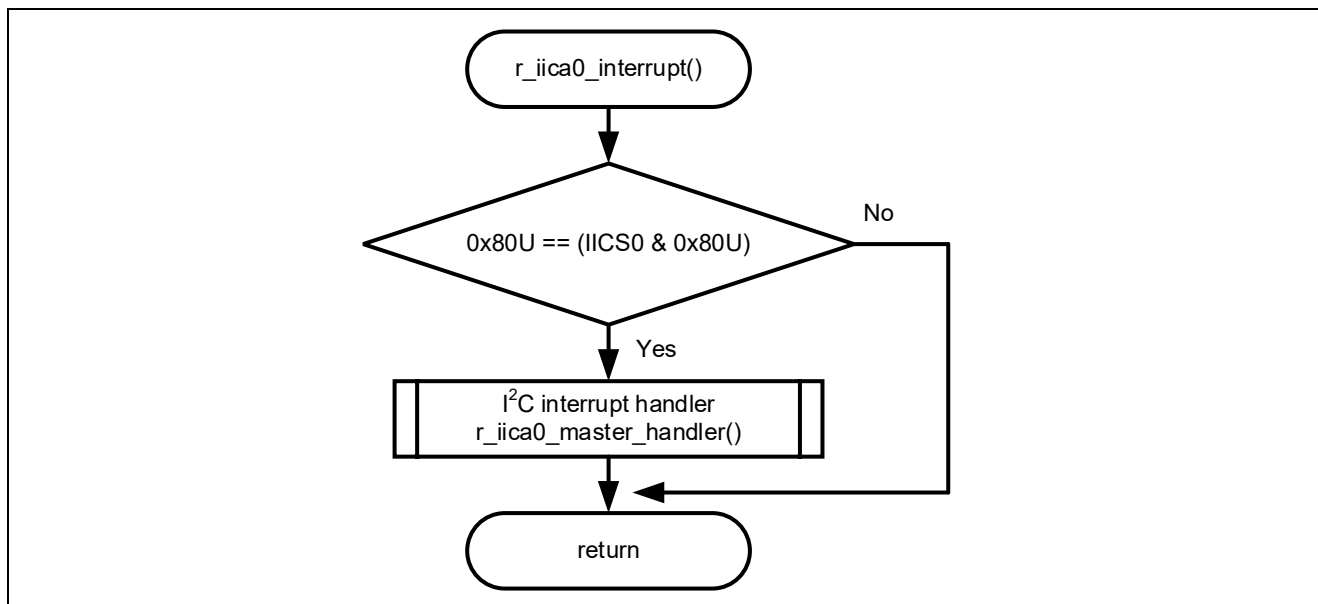 r_iica0_interrupt()
No
0x80U == (IICS0 & 0x80U)
Yes
I²C interrupt handler
r_iica0_master_handler()
return